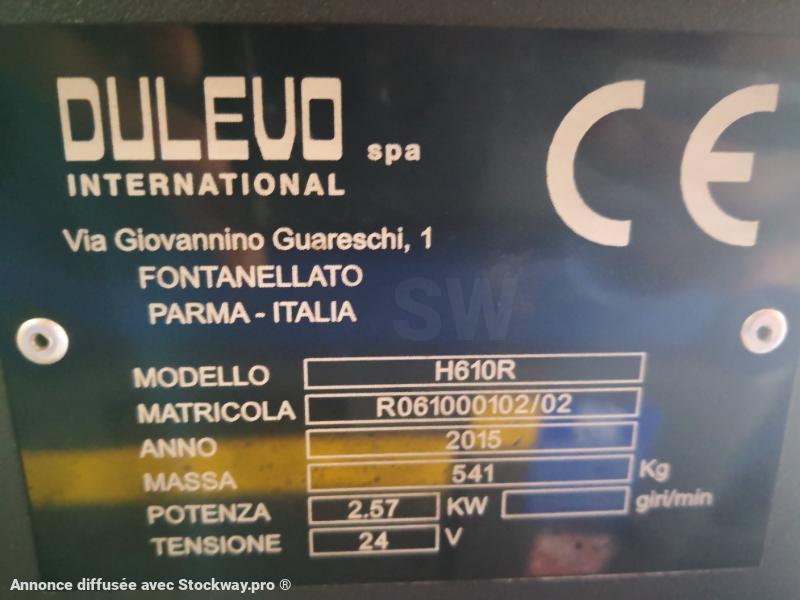 DULEVO spa
INTERNATIONAL
CE
Via Giovannino Guareschi, 1
FONTANELLATO
PARMA - ITALIA
SW
MODELLO H610R
MATRICOLA R061000102/02
ANNO 2015
MASSA 541 Kg
POTENZA 2.57 KW giri/min
TENSIONE 24 V
Annonce diffusée avec Stockway.pro ®